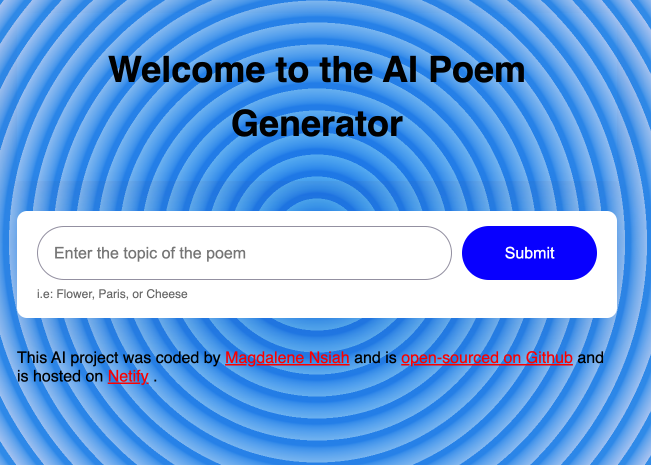 Welcome to the AI Poem
Generator
Enter the topic of the poem
Submit
i.e: Flower, Paris, or Cheese
This AI project was coded by Magdalene Nsiah and is open-sourced on Github and
is hosted on Netify .